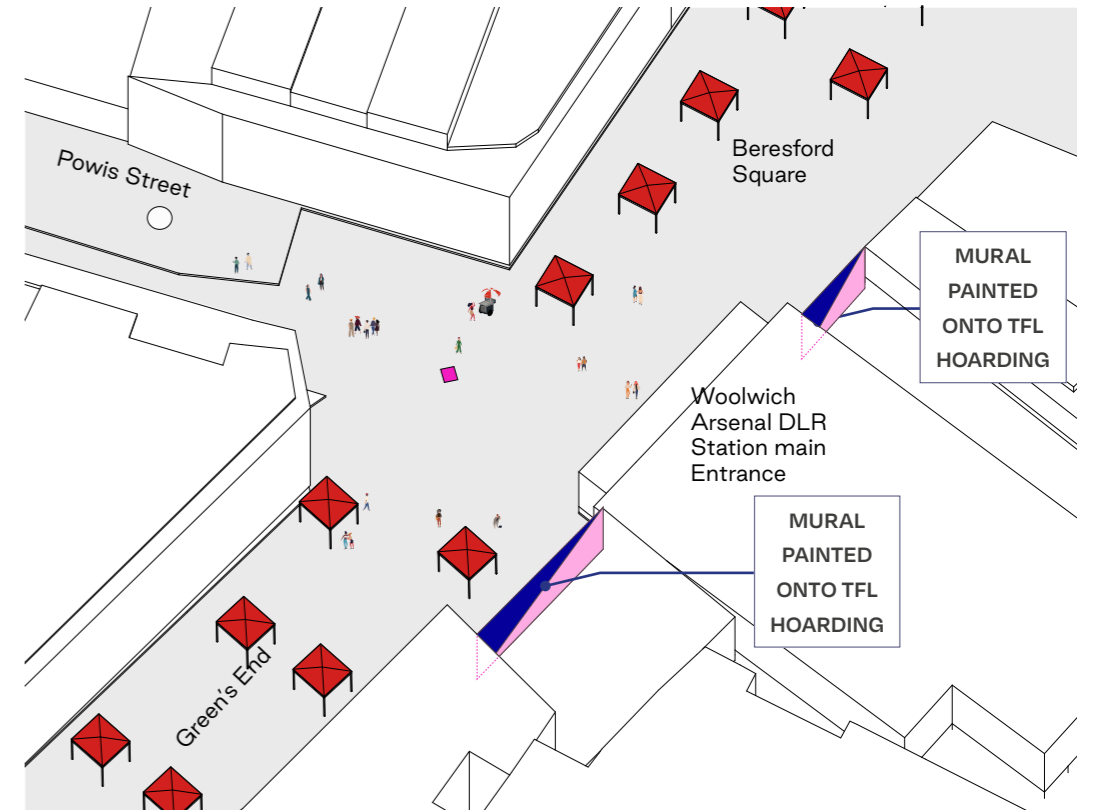 Powis Street
Beresford
Square
MURAL
PAINTED
ONTO TFL
HOARDING
Woolwich
Arsenal DLR
Station main
Entrance
MURAL
PAINTED
ONTO TFL
HOARDING
Green's End